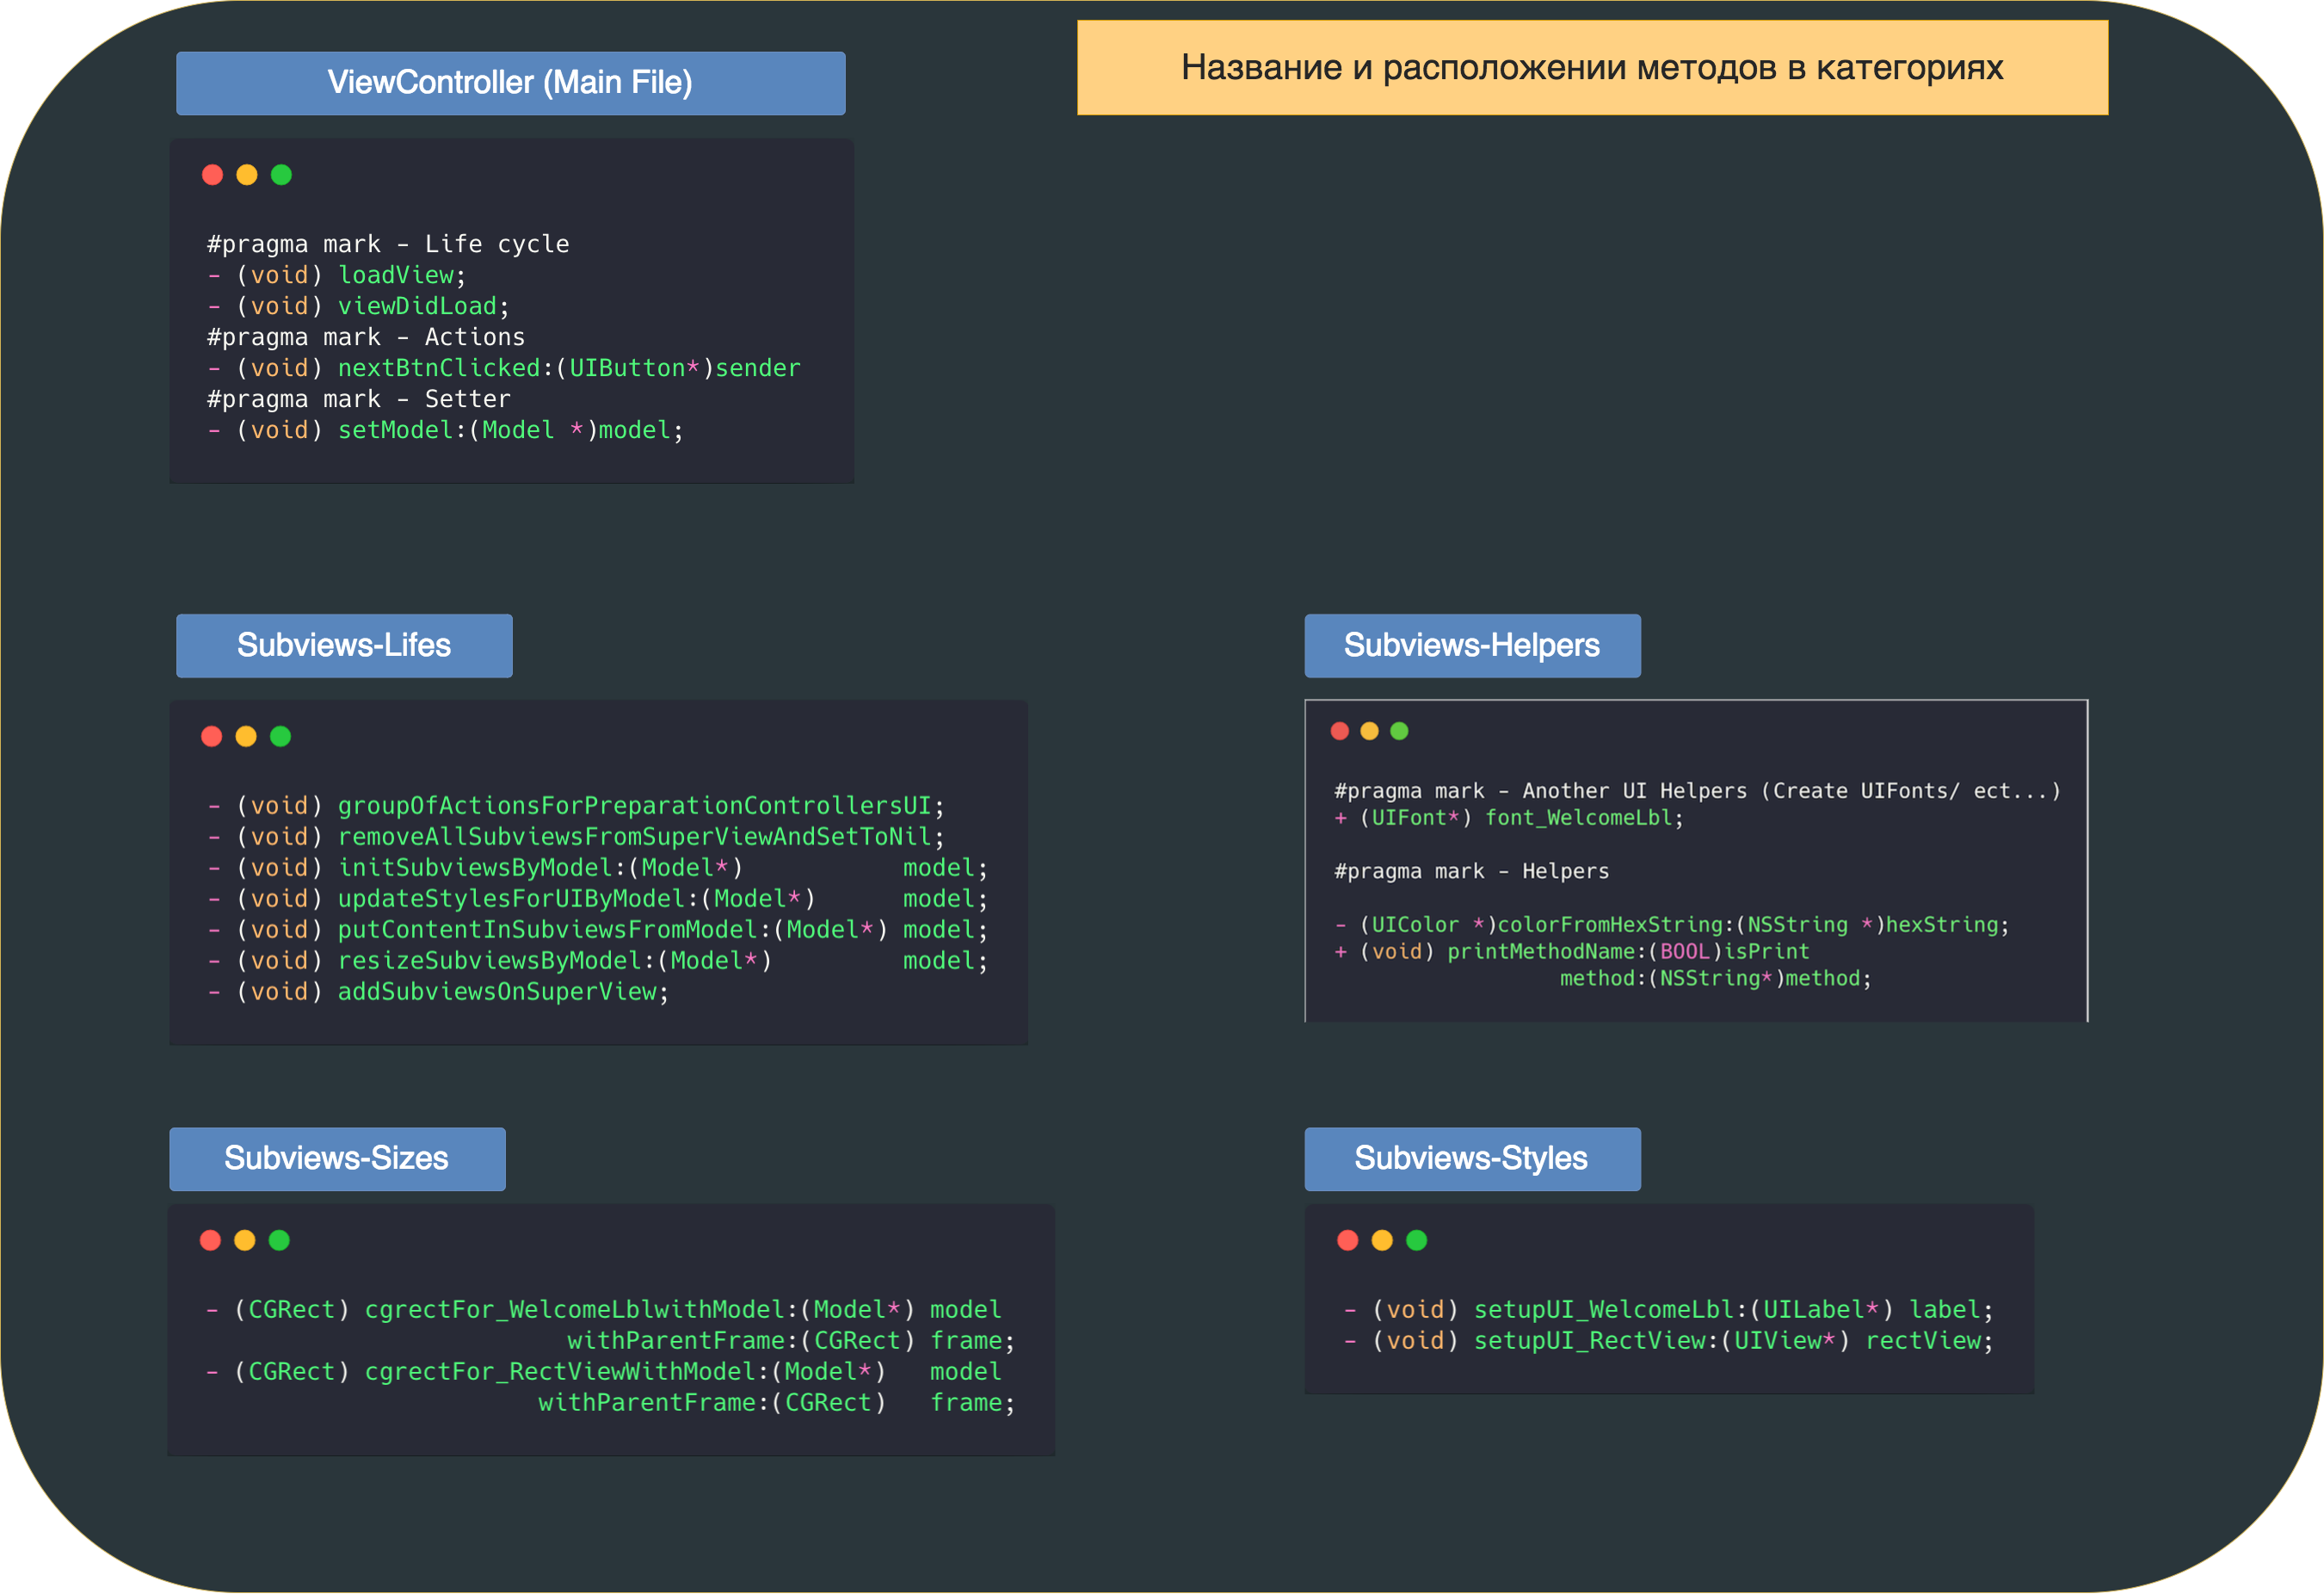 ViewController (Main File)
Название и расположении методов в категориях
#pragma mark - Life cycle
- (void) loadView;
- (void) viewDidLoad;
#pragma mark - Actions
- (void) nextBtnClicked:(UIButton*)sender
#pragma mark - Setter
- (void) setModel:(Model *)model;
Subviews-Lifes
- (void) groupOfActionsForPreparationControllersUI;
- (void) removeAllSubviewsFromSuperViewAndSetToNil;
- (void) initSubviewsByModel:(Model*)           model;
- (void) updateStylesForUIByModel:(Model*)      model;
- (void) putContentInSubviewsFromModel:(Model*) model;
- (void) resizeSubviewsByModel:(Model*)         model;
- (void) addSubviewsOnSuperView;
Subviews-Helpers
#pragma mark - Another UI Helpers (Create UIFonts/ ect...)
+ (UIFont*) font_WelcomeLbl;
#pragma mark - Helpers
- (UIColor *)colorFromHexString:(NSString *)hexString;
+ (void) printMethodName:(BOOL)isPrint
method:(NSString*)method;
Subviews-Sizes
- (CGRect) cgrectFor_WelcomeLblwithModel:(Model*) model
withParentFrame:(CGRect) frame;
- (CGRect) cgrectFor_RectViewWithModel:(Model*)   model
withParentFrame:(CGRect)   frame;
Subviews-Styles
- (void) setupUI_WelcomeLbl:(UILabel*) label;
- (void) setupUI_RectView:(UIView*) rectView;